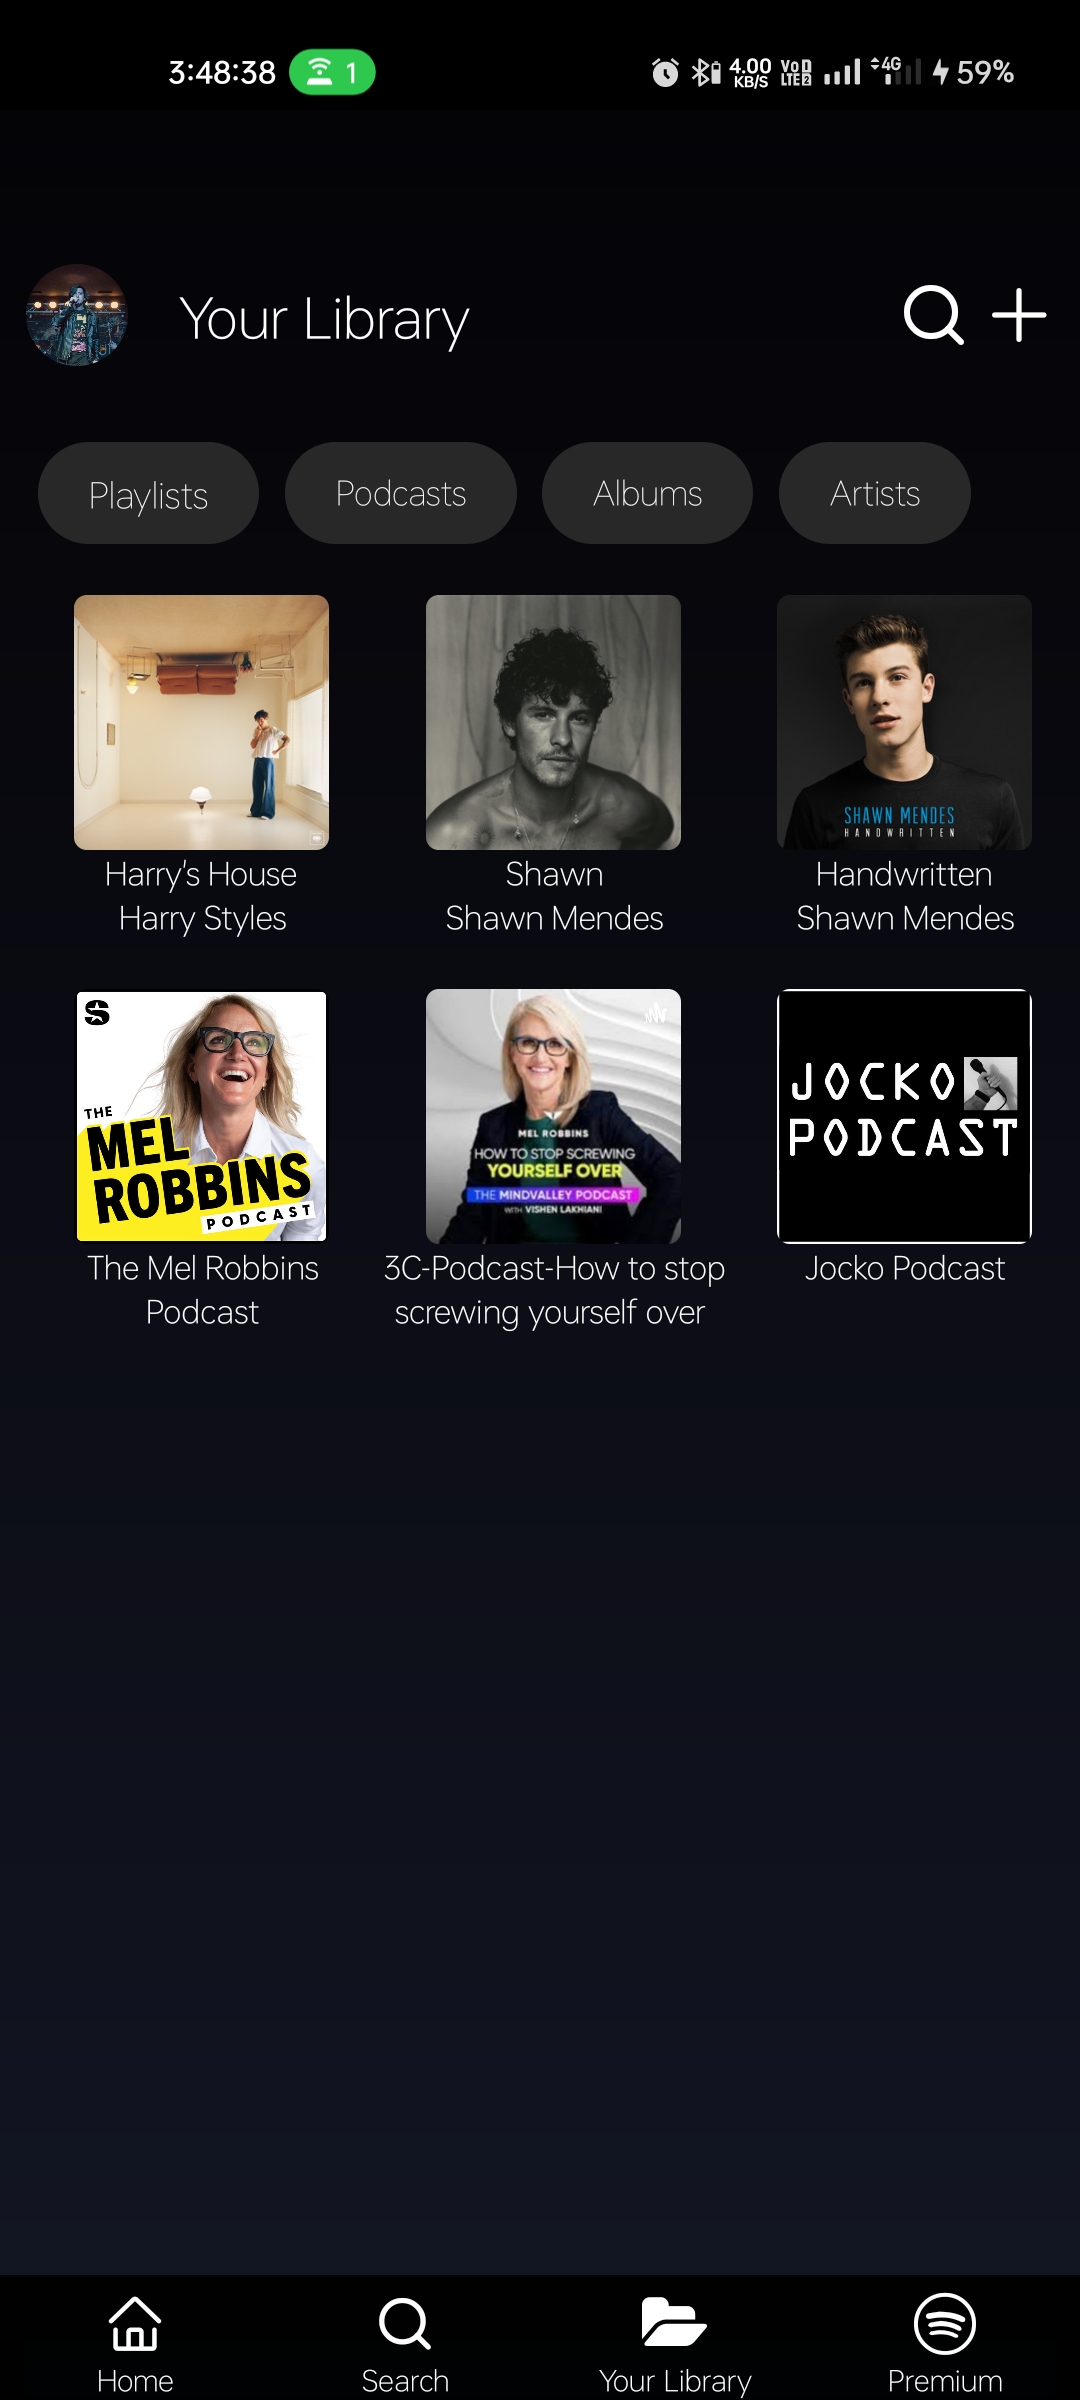 3:48:38 1 4.00 KB/S VoD LTE2 4G 59%
Your Library
Playlists Podcasts Albums Artists
SHAWN MENDES
HANDWRITTEN
Harry's House Shawn Handwritten
Harry Styles Shawn Mendes Shawn Mendes
S
THE
MEL
ROBBINS
PODCAST
MEL ROBBINS
HOW TO STOP SCREWING
YOURSELF OVER
THE MINDVALLEY PODCAST
WITH VISHEN LAKHIANI
JOCKO
PODCAST
The Mel Robbins
Podcast
3C-Podcast-How to stop
screwing yourself over
Jocko Podcast
Home Search Your Library Premium